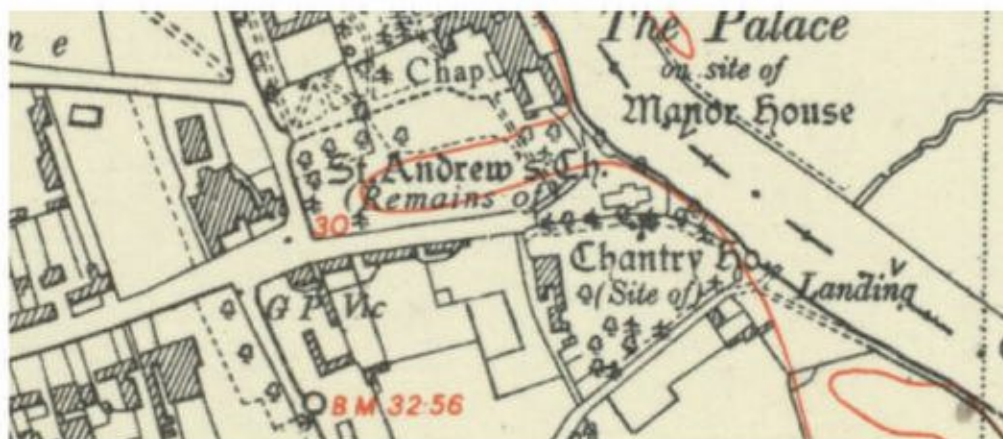 The Palace
on site of
Manor House
m e
Chap
St. Andrew's Ch.
(Remains of)
30
Chantry Ho.
(Site of)
Landing
G P Vic
B M 32·56